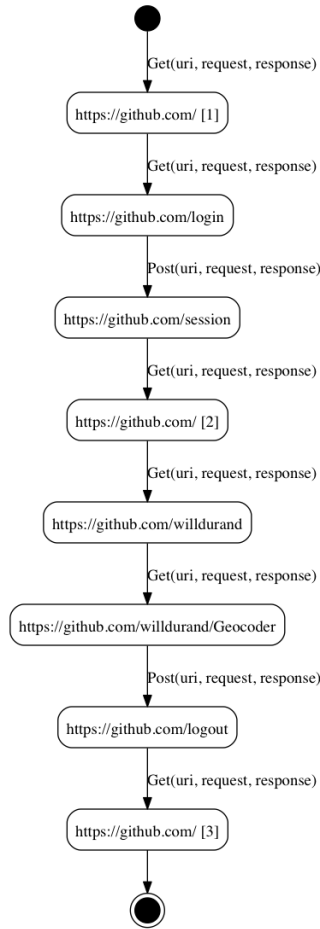 Get(uri, request, response)
https://github.com/ [1]
Get(uri, request, response)
https://github.com/login
Post(uri, request, response)
https://github.com/session
Get(uri, request, response)
https://github.com/ [2]
Get(uri, request, response)
https://github.com/willdurand
Get(uri, request, response)
https://github.com/willdurand/Geocoder
Post(uri, request, response)
https://github.com/logout
Get(uri, request, response)
https://github.com/ [3]